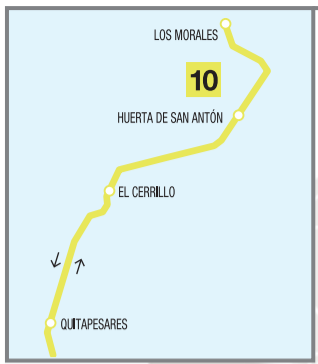 LOS MORALES
10
HUERTA DE SAN ANTÓN
EL CERRILLO
QUITAPESARES